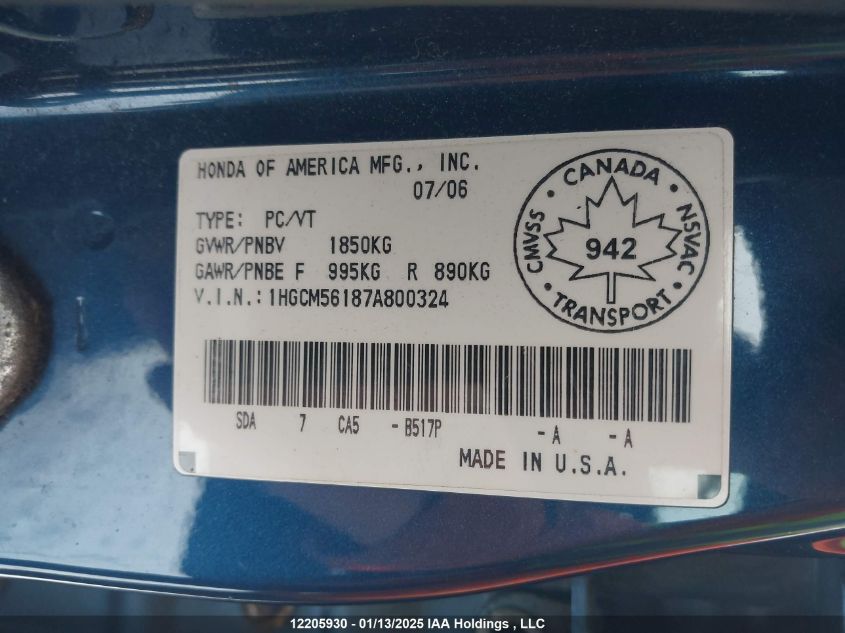 HONDA OF AMERICA MFG., INC.
07/06
TYPE: PC/VT
GVWR/PNBV 1850KG
GAWR/PNBE F 995KG R 890KG
V.I.N.: 1HGCM56187A800324
CANADA
CMVSS
NSVAC
942
TRANSPORT
SDA 7 CA5 - B517P - A - A
MADE IN U.S.A.
12205930 - 01/13/2025 IAA Holdings , LLC